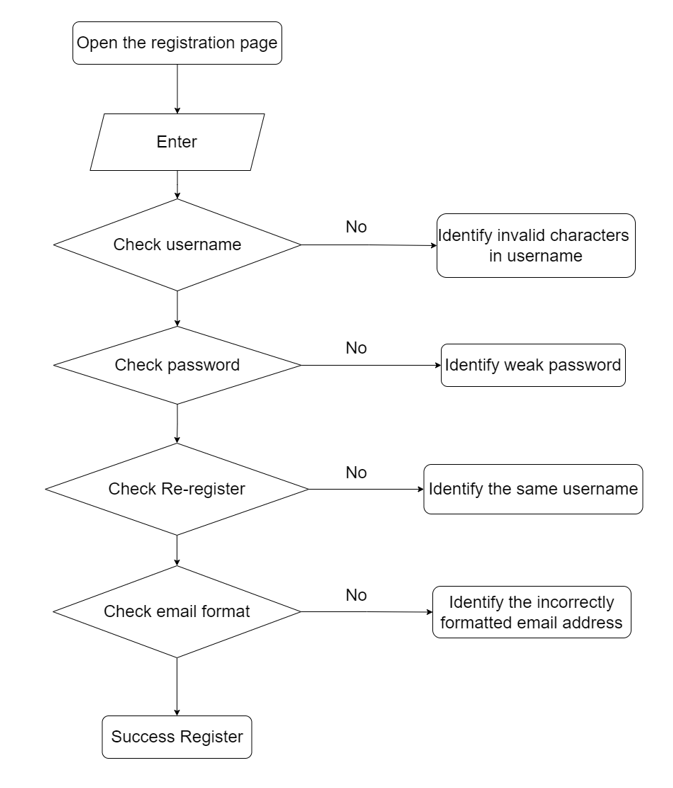 Open the registration page
Enter
Check username
No
Identify invalid characters
in username
Check password
No
Identify weak password
Check Re-register
No
Identify the same username
Check email format
No
Identify the incorrectly
formatted email address
Success Register